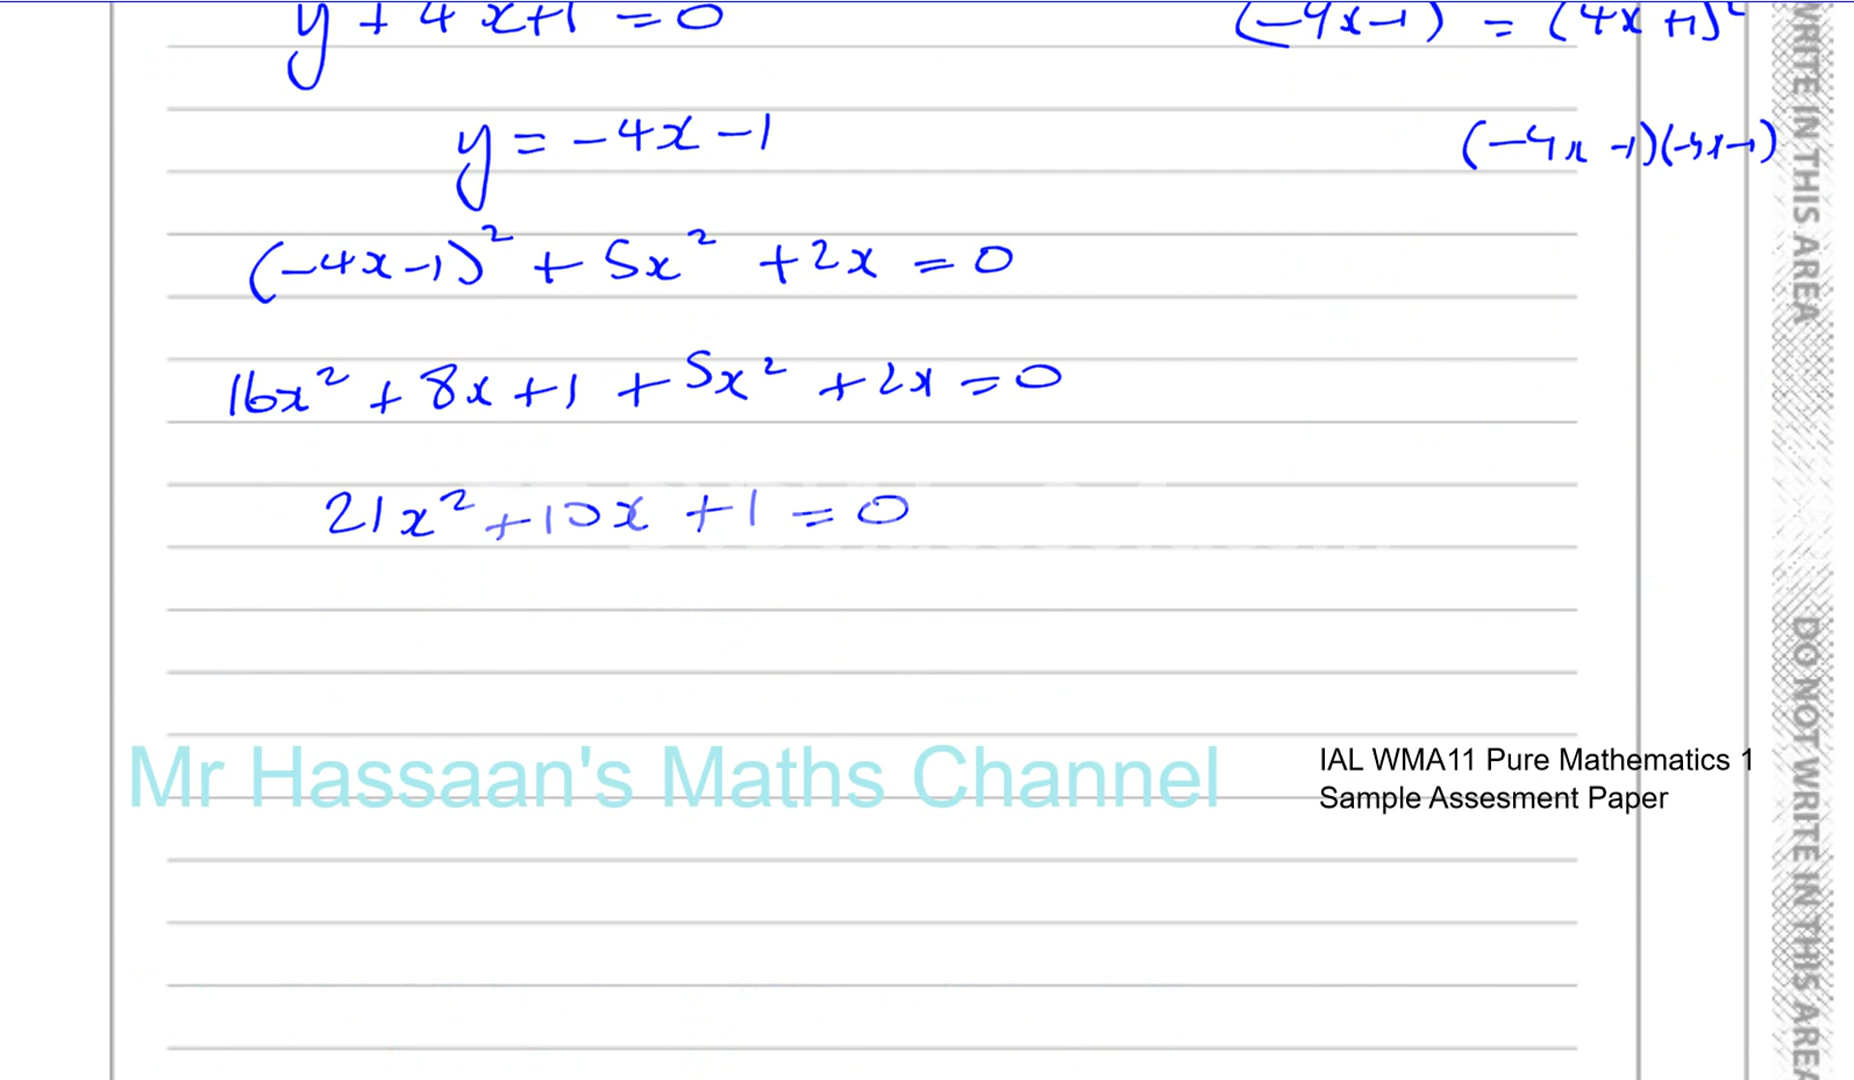 y + 4x+1 = 0
(-4x-1) = (4x+1)²
y = -4x-1
(-4x-1)(-4x-1)
(-4x-1)² + 5x² +2x = 0
16x² + 8x+1 + 5x² +2x = 0
21x² +10x +1 = 0
Mr Hassaan's Maths Channel
IAL WMA11 Pure Mathematics 1
Sample Assesment Paper
WRITE IN THIS AREA
DO NOT WRITE IN THIS AREA